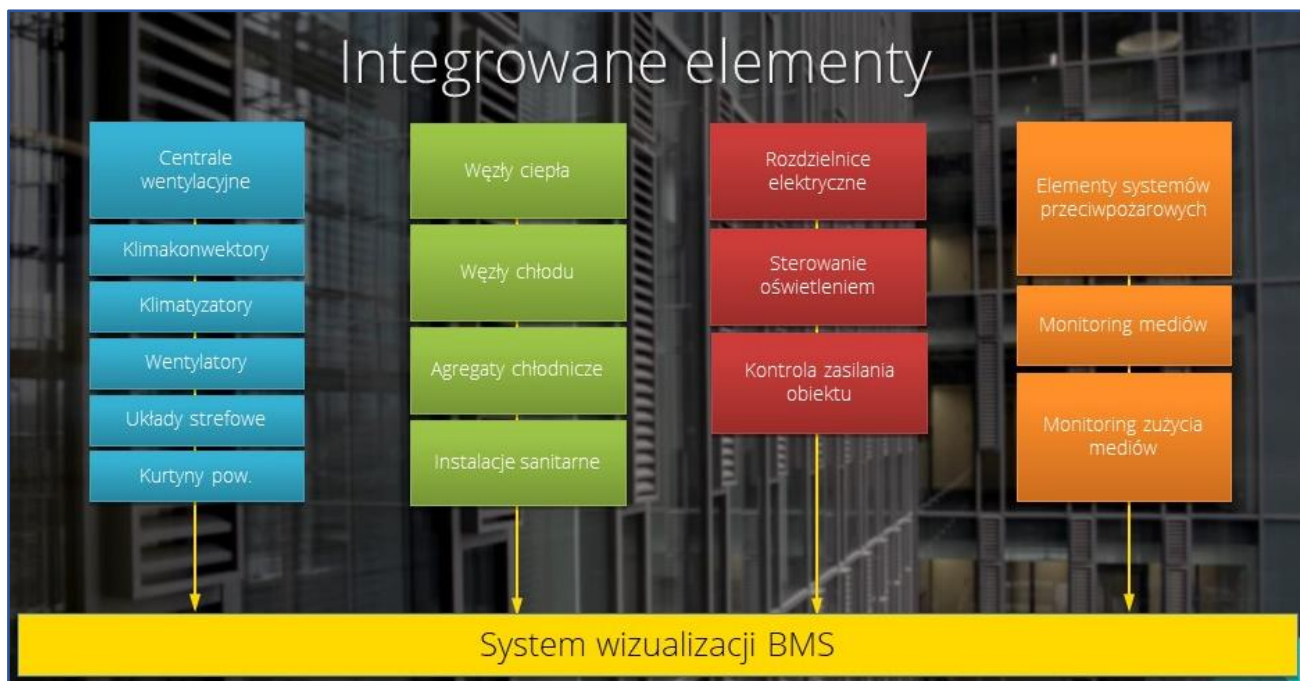 Integrowane elementy
Centrale
wentylacyjne
Klimakonwektory
Klimatyzatory
Wentylatory
Układy strefowe
Kurtyny pow.
Węzły ciepła
Węzły chłodu
Agregaty chłodnicze
Instalacje sanitarne
Rozdzielnice
elektryczne
Sterowanie
oświetleniem
Kontrola zasilania
obiektu
Elementy systemów
przeciwpożarowych
Monitoring mediów
Monitoring zużycia
mediów
System wizualizacji BMS